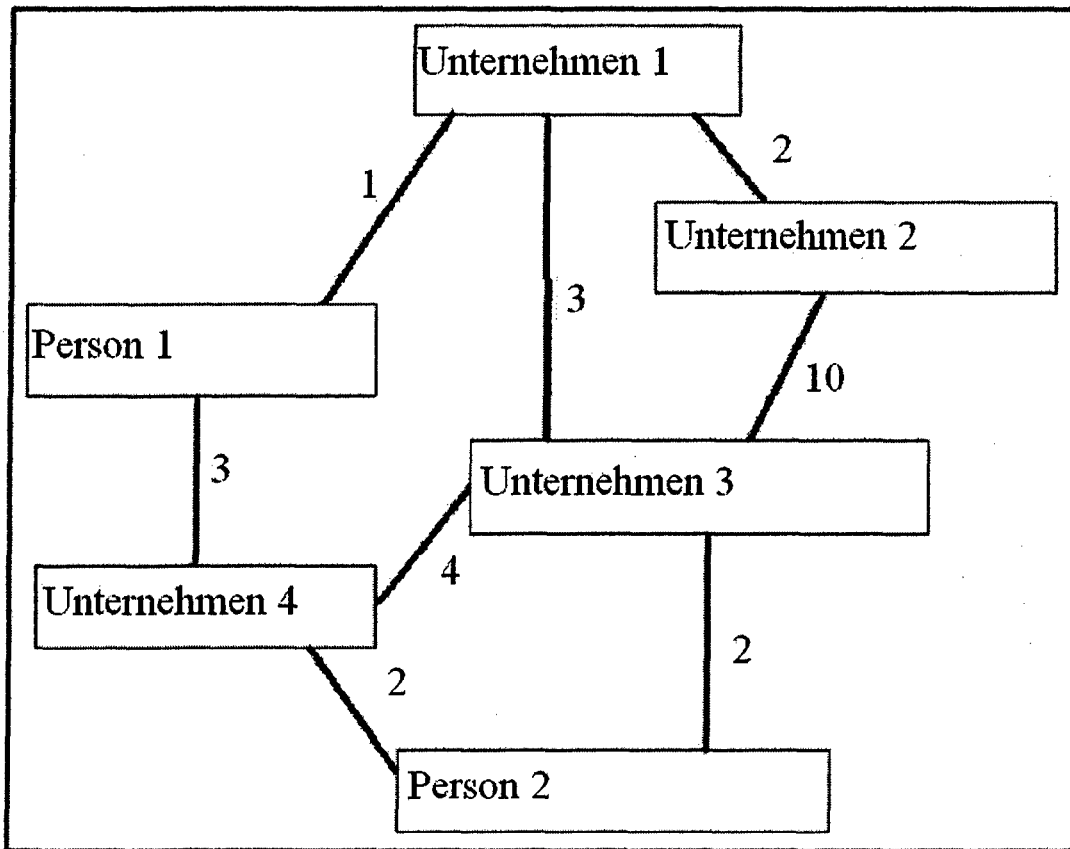 Unternehmen 1
1
2
Unternehmen 2
3
Person 1
10
3
Unternehmen 3
4
Unternehmen 4
2
2
Person 2